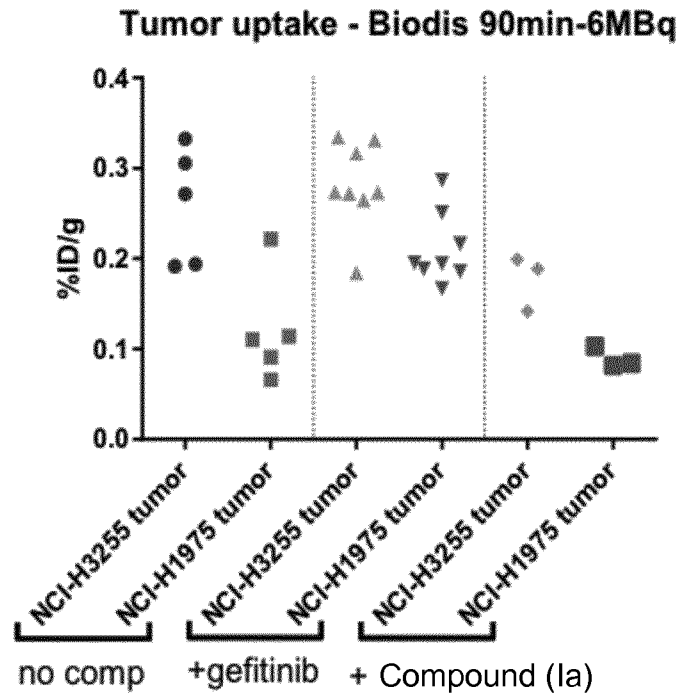 Tumor uptake - Biodis 90min-6MBq
0.4
0.3
0.2
0.1
0.0
%ID/g
NCI-H3255 tumor
NCI-H1975 tumor
NCI-H3255 tumor
NCI-H1975 tumor
NCI-H3255 tumor
NCI-H1975 tumor
no comp
+gefitinib
+ Compound (Ia)